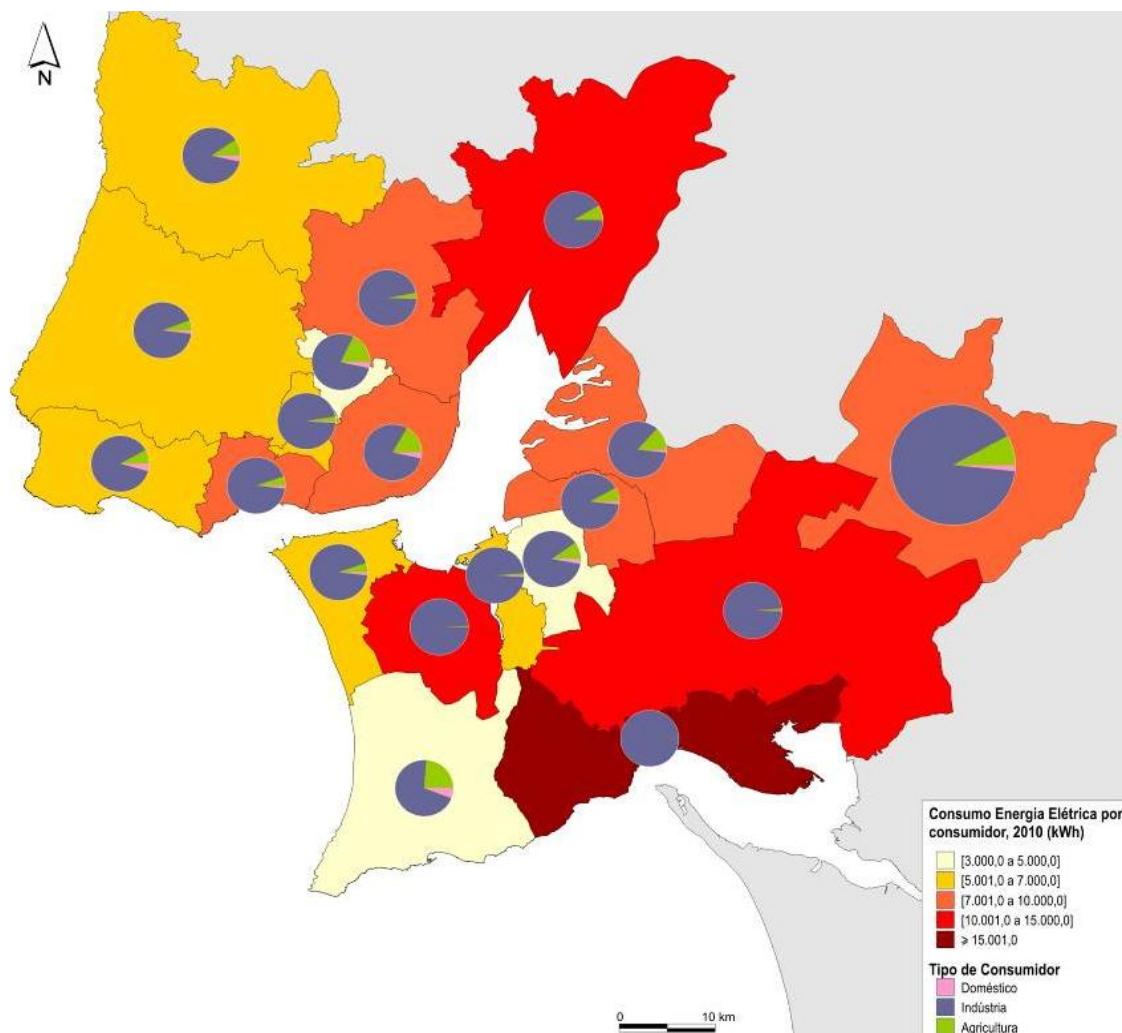 N
Consumo Energia Elétrica por
consumidor, 2010 (kWh)
[3.000,0 a 5.000,0]
[5.001,0 a 7.000,0]
[7.001,0 a 10.000,0]
[10.001,0 a 15.000,0]
⩾ 15.001,0
Tipo de Consumidor
Doméstico
Indústria
Agricultura
0 10 km